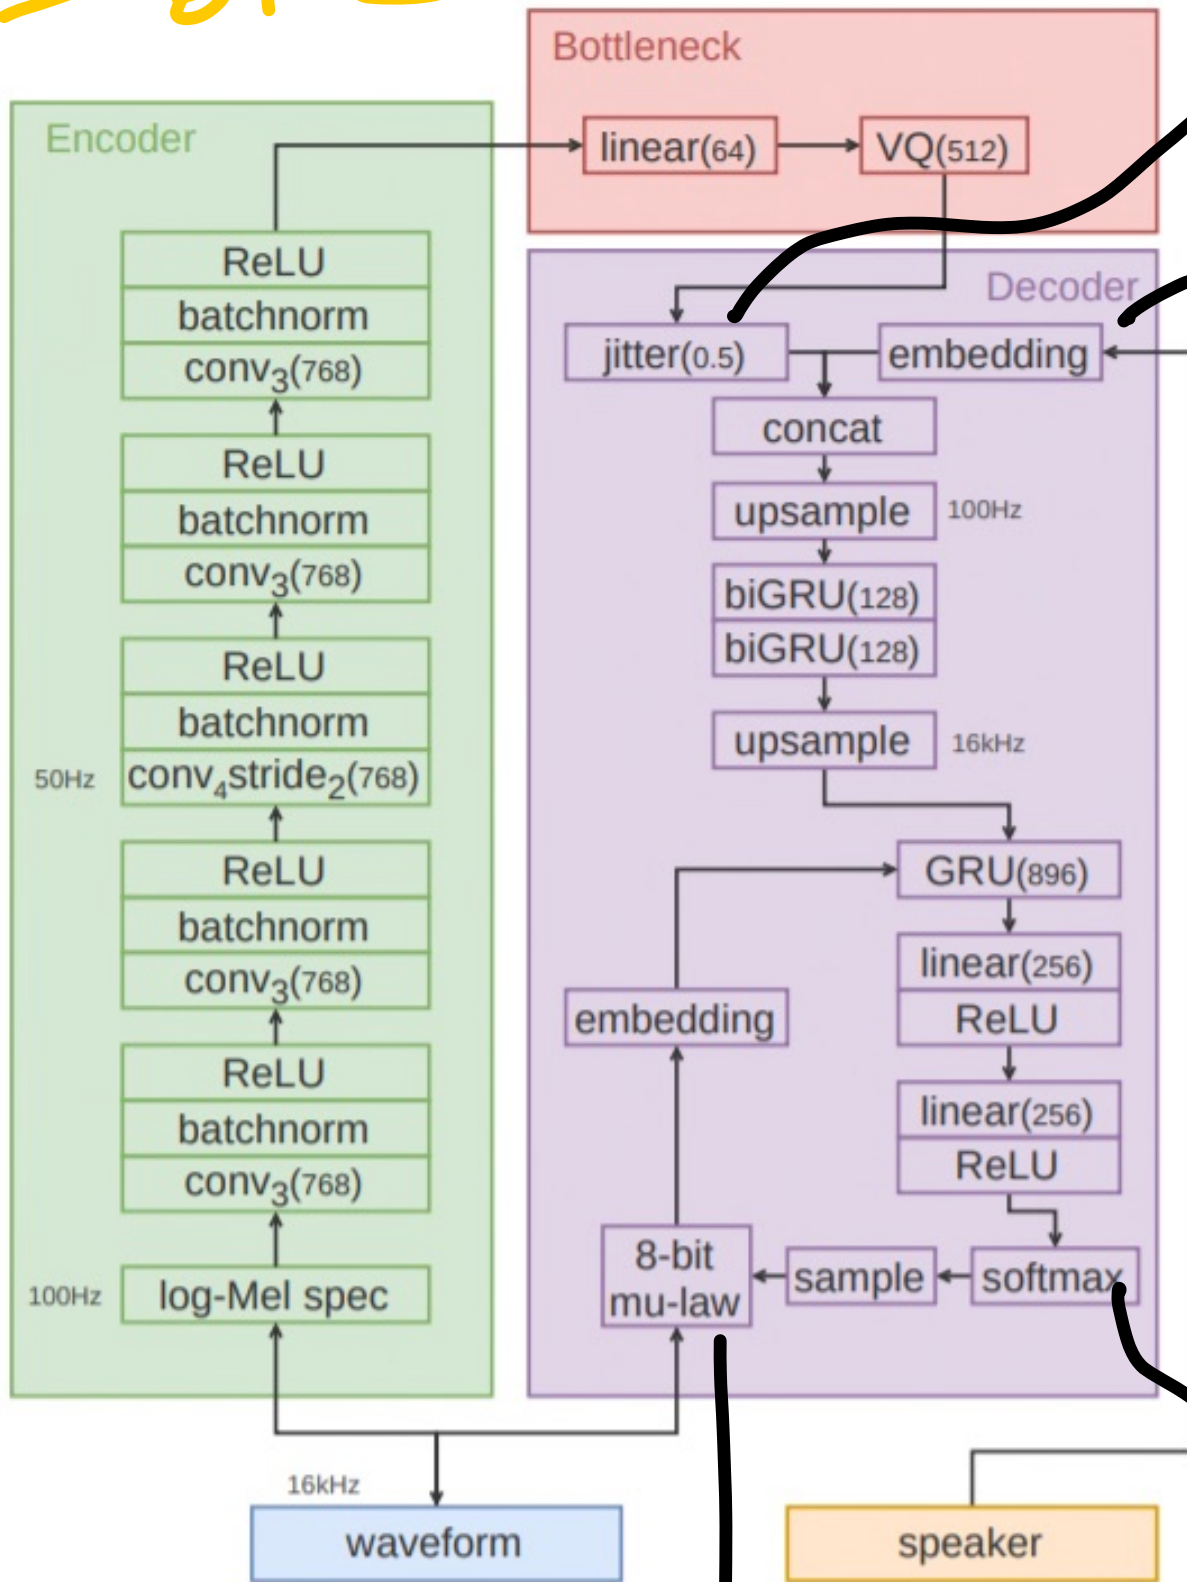 Bottleneck
linear(64)
VQ(512)
Encoder
ReLU
batchnorm
conv3(768)
ReLU
batchnorm
conv3(768)
ReLU
batchnorm
50Hz
conv4stride2(768)
ReLU
batchnorm
conv3(768)
ReLU
batchnorm
conv3(768)
100Hz
log-Mel spec
Decoder
jitter(0.5)
embedding
concat
upsample
100Hz
biGRU(128)
biGRU(128)
upsample
16kHz
GRU(896)
linear(256)
ReLU
embedding
linear(256)
ReLU
8-bit
mu-law
sample
softmax
16kHz
waveform
speaker